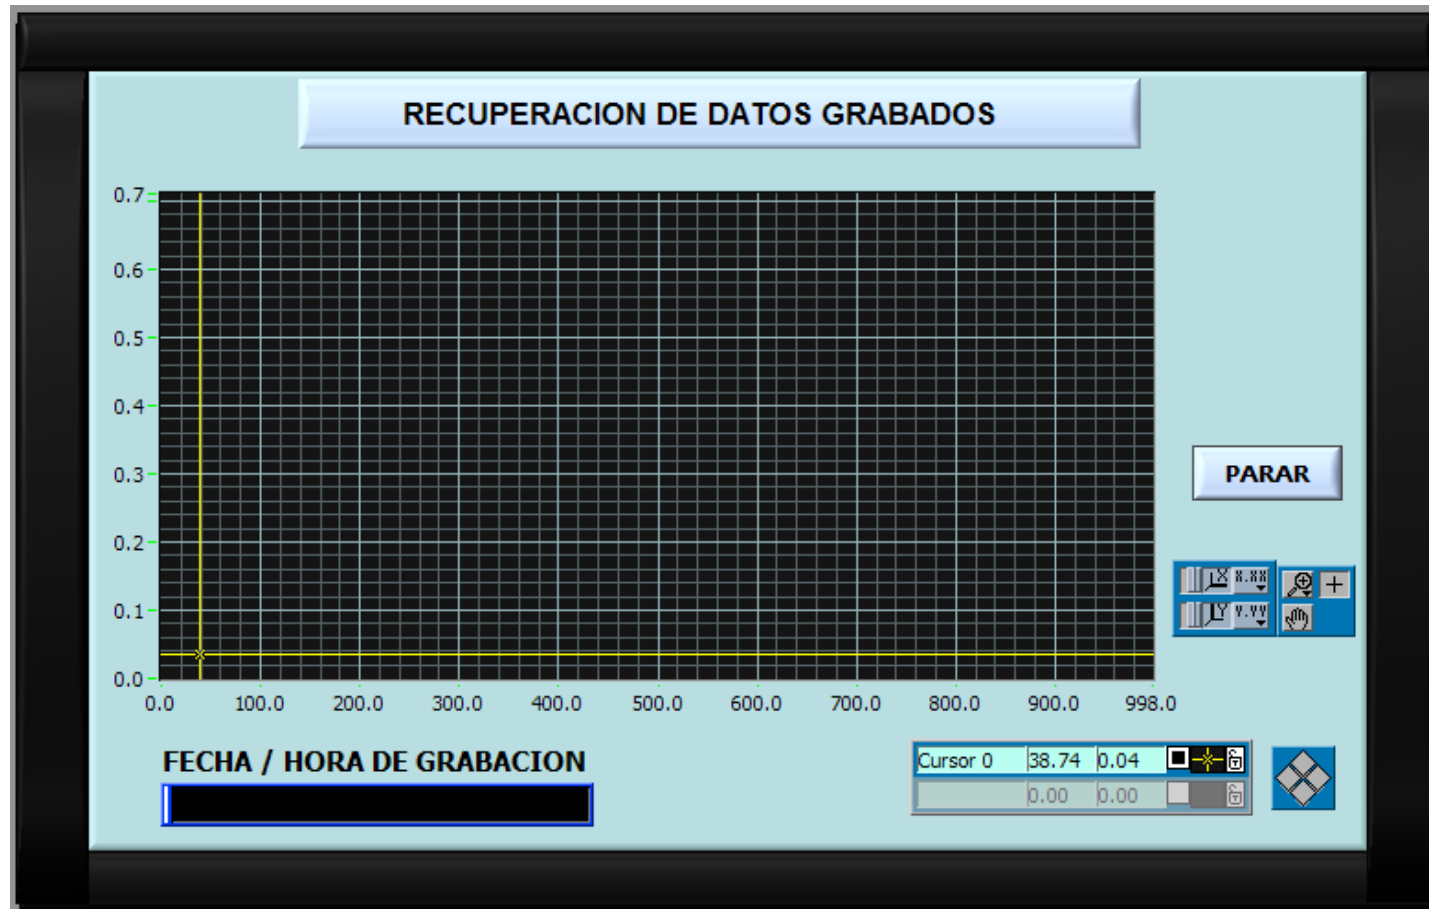 RECUPERACION DE DATOS GRABADOS
0.7
0.6
0.5
0.4
0.3
0.2
0.1
0.0
0.0 100.0 200.0 300.0 400.0 500.0 600.0 700.0 800.0 900.0 998.0
PARAR
X X.XX
Y Y.YY
FECHA / HORA DE GRABACION
Cursor 0 38.74 0.04
0.00 0.00